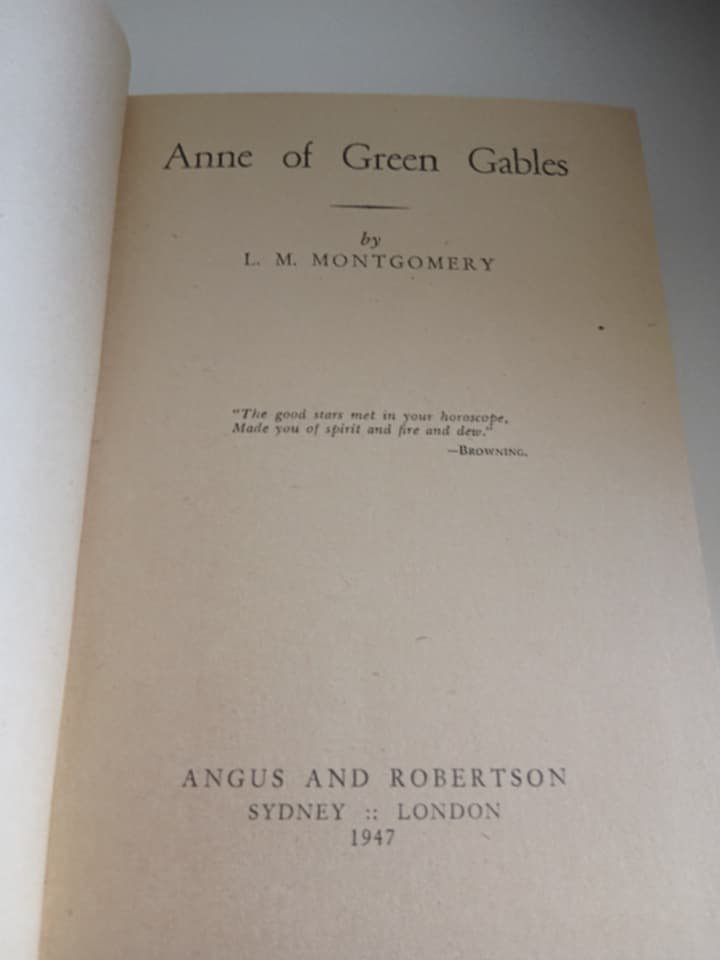 Anne of Green Gables
by
L. M. MONTGOMERY
"The good stars met in your horoscope,
Made you of spirit and fire and dew."
—BROWNING.
ANGUS AND ROBERTSON
SYDNEY :: LONDON
1947